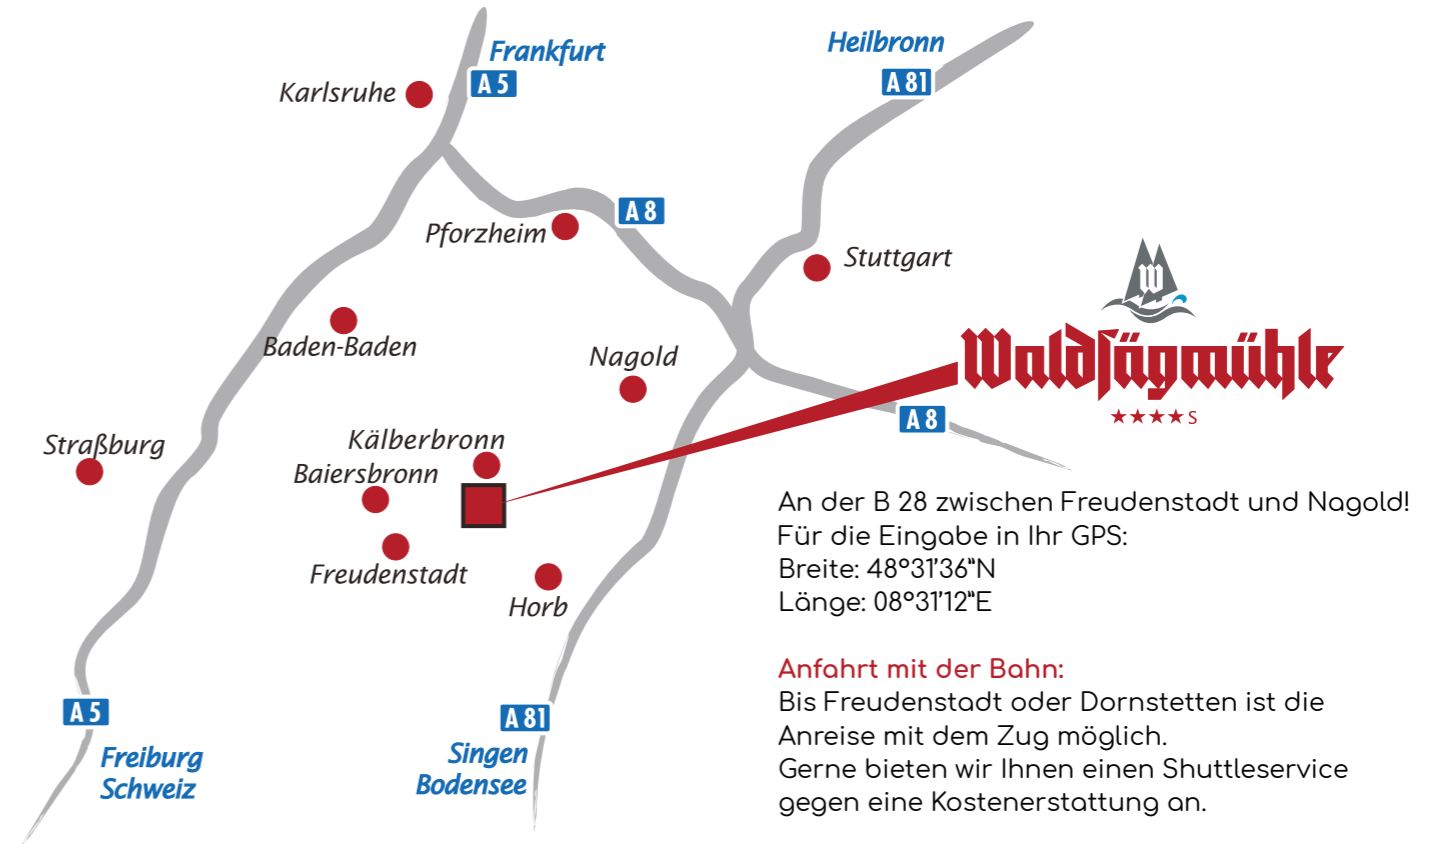 Frankfurt
A 5
Karlsruhe
Heilbronn
A 81
A 8
Pforzheim
Stuttgart
W
Waldsägmühle
★★★★ S
Baden-Baden
Nagold
A 8
Straßburg
Kälberbronn
Baiersbronn
Freudenstadt
Horb
An der B 28 zwischen Freudenstadt und Nagold!
Für die Eingabe in Ihr GPS:
Breite: 48°31'36"N
Länge: 08°31'12"E
Anfahrt mit der Bahn:
Bis Freudenstadt oder Dornstetten ist die
Anreise mit dem Zug möglich.
Gerne bieten wir Ihnen einen Shuttleservice
gegen eine Kostenerstattung an.
A 5
Freiburg
Schweiz
A 81
Singen
Bodensee